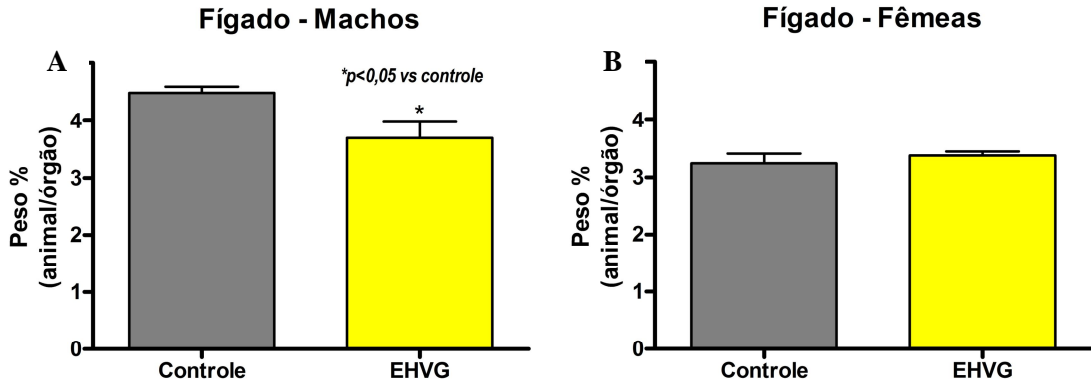 Fígado - Machos
A
*p<0,05 vs controle
*
Peso %
(animal/órgão)
4
3
2
1
0
Controle
EHVG
Fígado - Fêmeas
B
Peso %
(animal/órgão)
4
3
2
1
0
Controle
EHVG